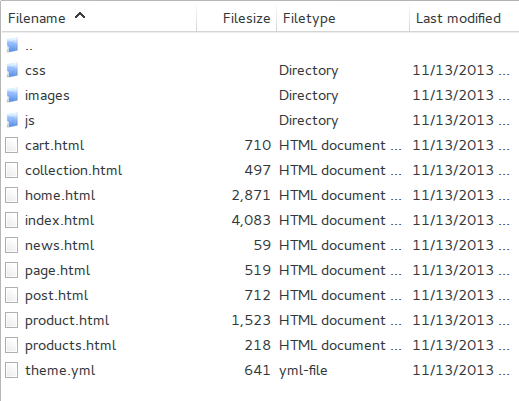 Filename Filesize Filetype Last modified
..
css Directory 11/13/2013 ...
images Directory 11/13/2013 ...
js Directory 11/13/2013 ...
cart.html 710 HTML document ... 11/13/2013 ...
collection.html 497 HTML document ... 11/13/2013 ...
home.html 2,871 HTML document ... 11/13/2013 ...
index.html 4,083 HTML document ... 11/13/2013 ...
news.html 59 HTML document ... 11/13/2013 ...
page.html 519 HTML document ... 11/13/2013 ...
post.html 712 HTML document ... 11/13/2013 ...
product.html 1,523 HTML document ... 11/13/2013 ...
products.html 218 HTML document ... 11/13/2013 ...
theme.yml 641 yml-file 11/13/2013 ...